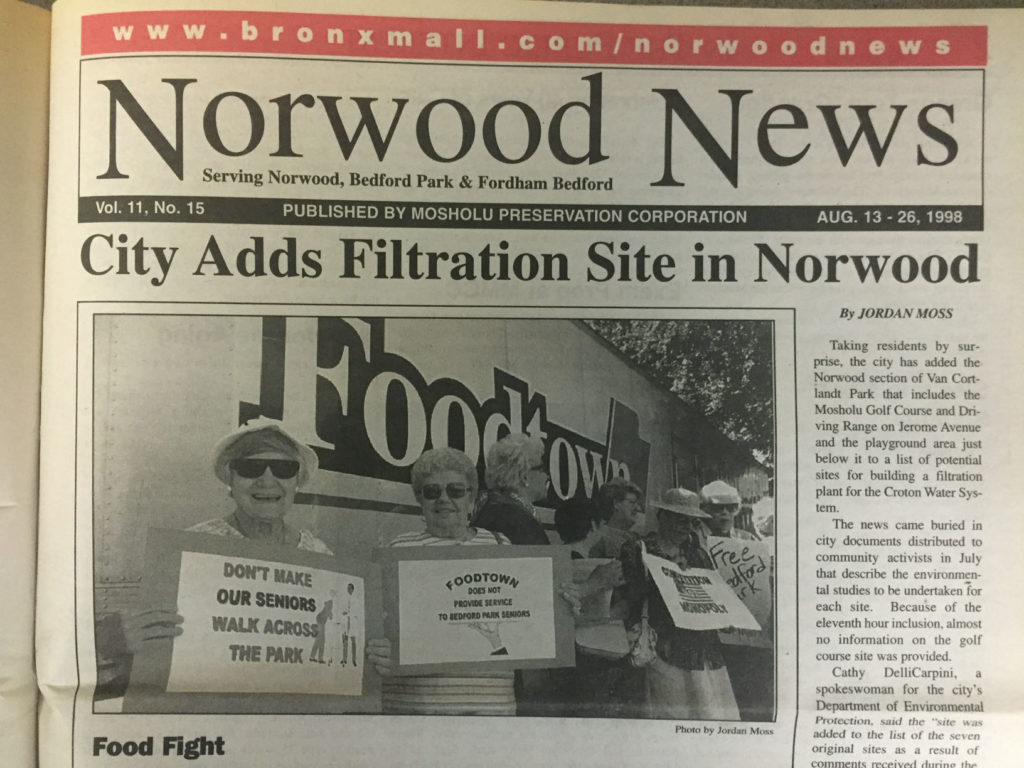 www.bronxmall.com/norwoodnews
Norwood News
Serving Norwood, Bedford Park & Fordham Bedford
Vol. 11, No. 15 PUBLISHED BY MOSHOLU PRESERVATION CORPORATION AUG. 13 - 26, 1998
City Adds Filtration Site in Norwood
Foodtown
DON'T MAKE
OUR SENIORS
WALK ACROSS
THE PARK
FOODTOWN
DOES NOT
PROVIDE SERVICE
TO BEDFORD PARK SENIORS
MONOPOLY
Free
Photo by Jordan Moss
Food Fight
By JORDAN MOSS
Taking residents by sur-
prise, the city has added the
Norwood section of Van Cort-
landt Park that includes the
Mosholu Golf Course and Dri-
ving Range on Jerome Avenue
and the playground area just
below it to a list of potential
sites for building a filtration
plant for the Croton Water Sys-
tem.
The news came buried in
city documents distributed to
community activists in July
that describe the environmen-
tal studies to be undertaken for
each site. Because of the
eleventh hour inclusion, almost
no information on the golf
course site was provided.
Cathy DelliCarpini, a
spokeswoman for the city's
Department of Environmental
Protection, said the "site was
added to the list of the seven
original sites as a result of
comments received during the